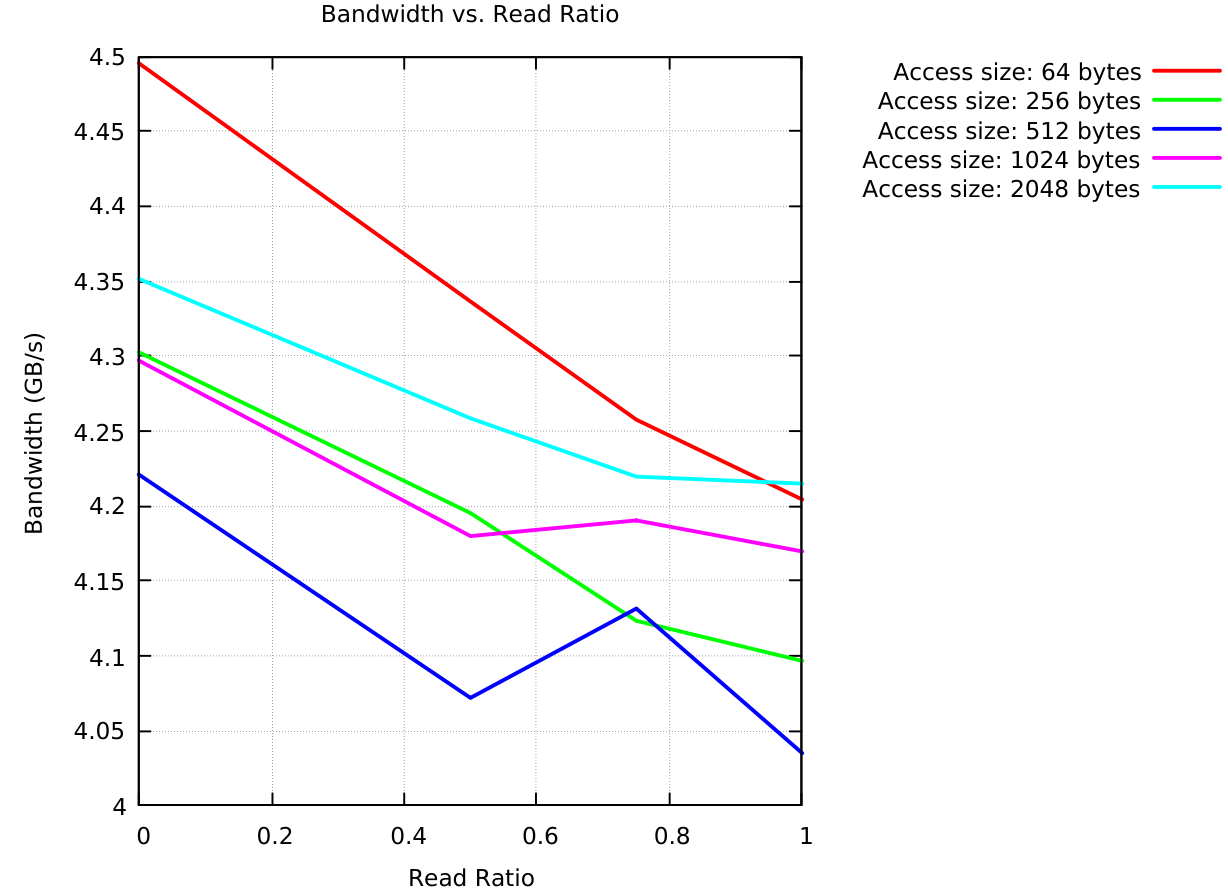 Bandwidth vs. Read Ratio
4.5
4.45
4.4
4.35
4.3
4.25
4.2
4.15
4.1
4.05
4
Bandwidth (GB/s)
0 0.2 0.4 0.6 0.8 1
Read Ratio
Access size: 64 bytes
Access size: 256 bytes
Access size: 512 bytes
Access size: 1024 bytes
Access size: 2048 bytes